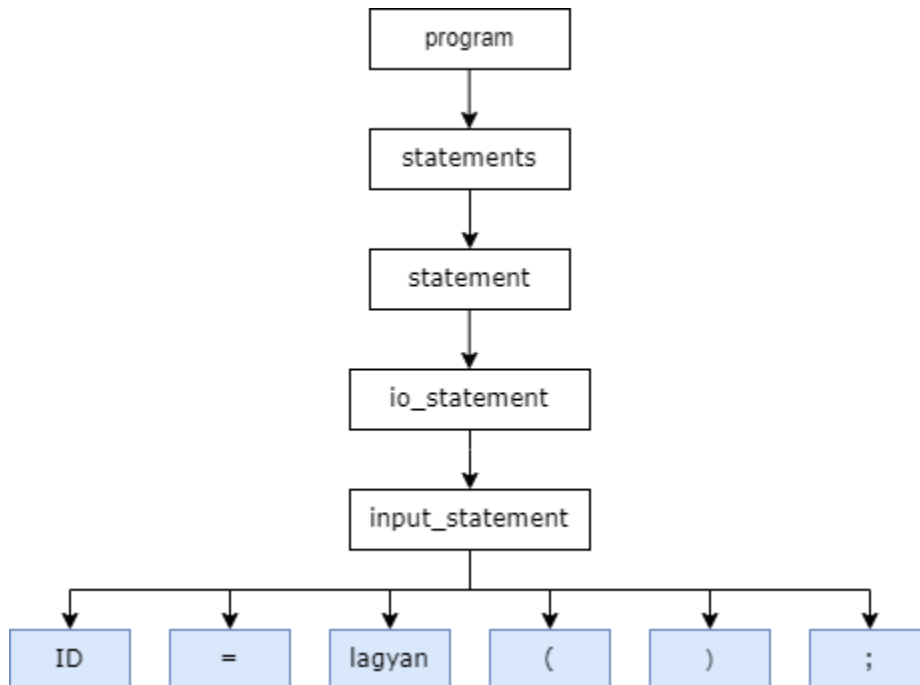 program
statements
statement
io_statement
input_statement
ID = lagyan ( ) ;